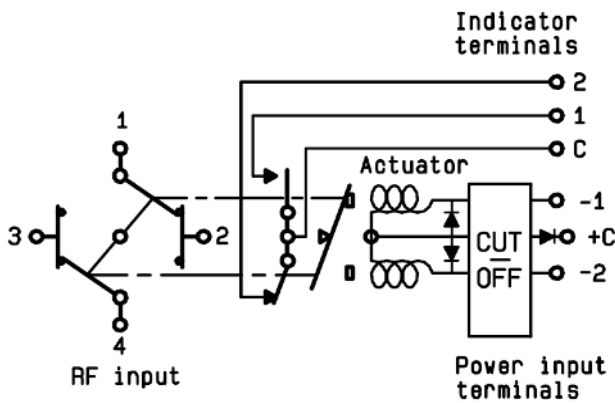 Indicator
terminals
2
1
C
1
Actuator
-1
3
2
CUT
OFF
+C
-2
4
RF input
Power input
terminals